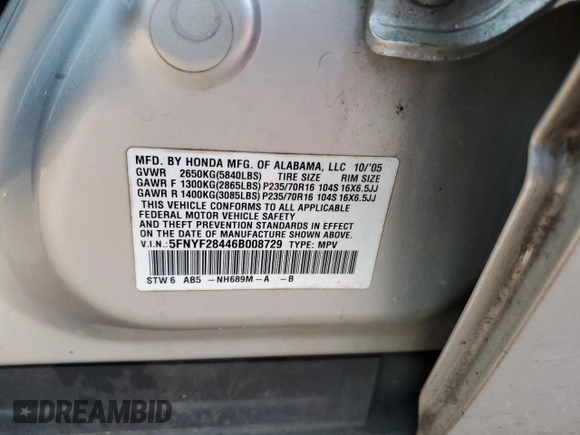 MFD. BY HONDA MFG. OF ALABAMA, LLC 10/'05
GVWR 2650KG(5840LBS) TIRE SIZE RIM SIZE
GAWR F 1300KG(2865LBS) P235/70R16 104S 16X6.5JJ
GAWR R 1400KG(3085LBS) P235/70R16 104S 16X6.5JJ
THIS VEHICLE CONFORMS TO ALL APPLICABLE
FEDERAL MOTOR VEHICLE SAFETY
AND THEFT PREVENTION STANDARDS IN EFFECT ON
THE DATE OF MANUFACTURE SHOWN ABOVE.
V.I.N.: 5FNYF28446B008729 TYPE: MPV
STW6 AB5 -NH689M-A -B
DREAMBID